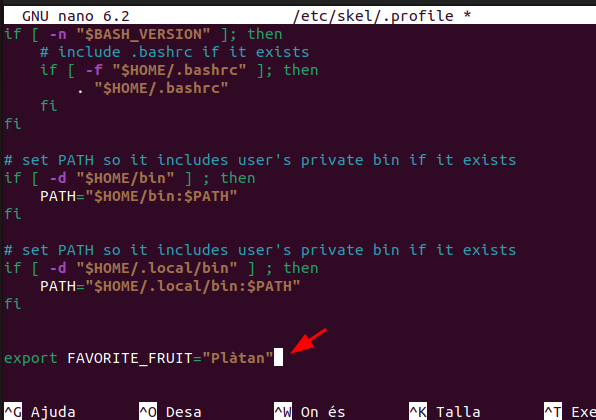 GNU nano 6.2 /etc/skel/.profile *
if [ -n "$BASH_VERSION" ]; then
    # include .bashrc if it exists
    if [ -f "$HOME/.bashrc" ]; then
        . "$HOME/.bashrc"
    fi
fi
# set PATH so it includes user's private bin if it exists
if [ -d "$HOME/bin" ] ; then
    PATH="$HOME/bin:$PATH"
fi
# set PATH so it includes user's private bin if it exists
if [ -d "$HOME/.local/bin" ] ; then
    PATH="$HOME/.local/bin:$PATH"
fi
export FAVORITE_FRUIT="Plàtan"
^G Ajuda ^O Desa ^W On és ^K Talla ^T Exe